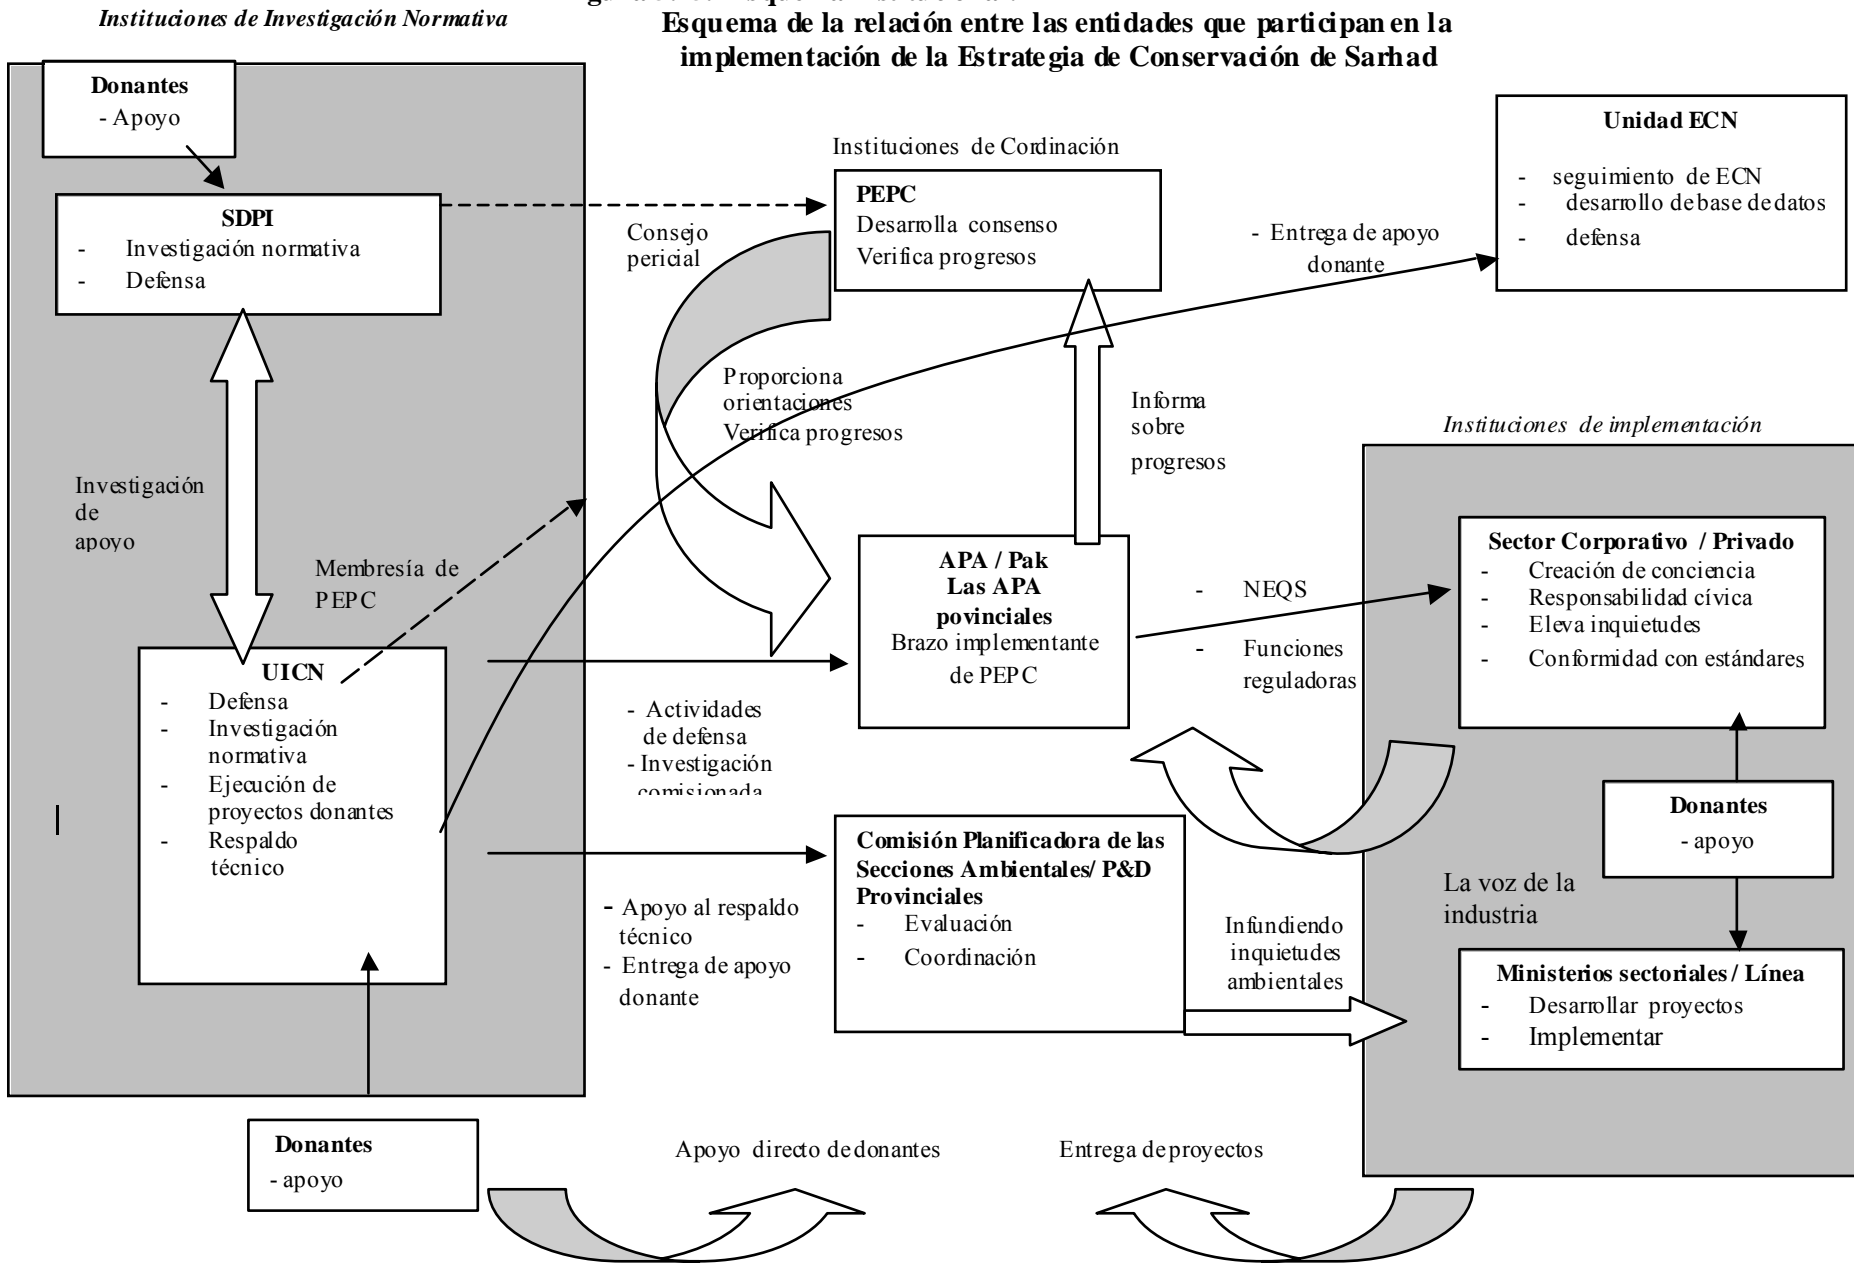 Instituciones de Investigación Normativa
Esquema de la relación entre las entidades que participan en la
implementación de la Estrategia de Conservación de Sarhad
Donantes
- Apoyo
SDPI
- Investigación normativa
- Defensa
Investigación
de
apoyo
Membresía de
PEPC
UICN
- Defensa
- Investigación
normativa
- Ejecución de
proyectos donantes
- Respaldo
técnico
Donantes
- apoyo
Instituciones de Cordinación
PEPC
Desarrolla consenso
Verifica progresos
Consejo
pericial
Proporciona
orientaciones
Verifica progresos
Informa
sobre
progresos
- Entrega de apoyo
donante
Unidad ECN
- seguimiento de ECN
- desarrollo de base de datos
- defensa
APA / Pak
Las APA
povinciales
Brazo implementante
de PEPC
- Actividades
de defensa
- Investigación
comisionada
- NEQS
- Funciones
reguladoras
Comisión Planificadora de las
Secciones Ambientales/ P&D
Provinciales
- Evaluación
- Coordinación
- Apoyo al respaldo
técnico
- Entrega de apoyo
donante
Infundiendo
inquietudes
ambientales
Instituciones de implementación
Sector Corporativo / Privado
- Creación de conciencia
- Responsabilidad cívica
- Eleva inquietudes
- Conformidad con estándares
Donantes
- apoyo
La voz de la
industria
Ministerios sectoriales / Línea
- Desarrollar proyectos
- Implementar
Apoyo directo de donantes
Entrega de proyectos